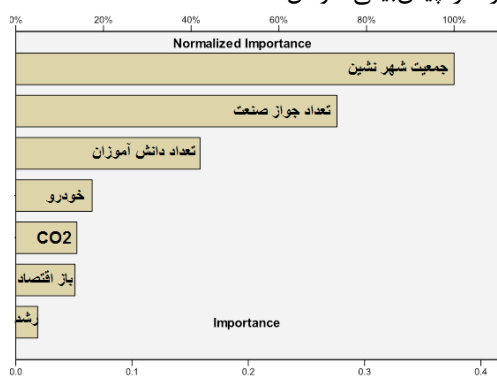 0% 20% 40% 60% 80% 100%
Normalized Importance
جمعیت شهر نشین
تعداد جواز صنعت
تعداد دانش آموزان
خودرو
CO2
باز اقتصاد
رشد
Importance
0.0 0.1 0.2 0.3 0.4